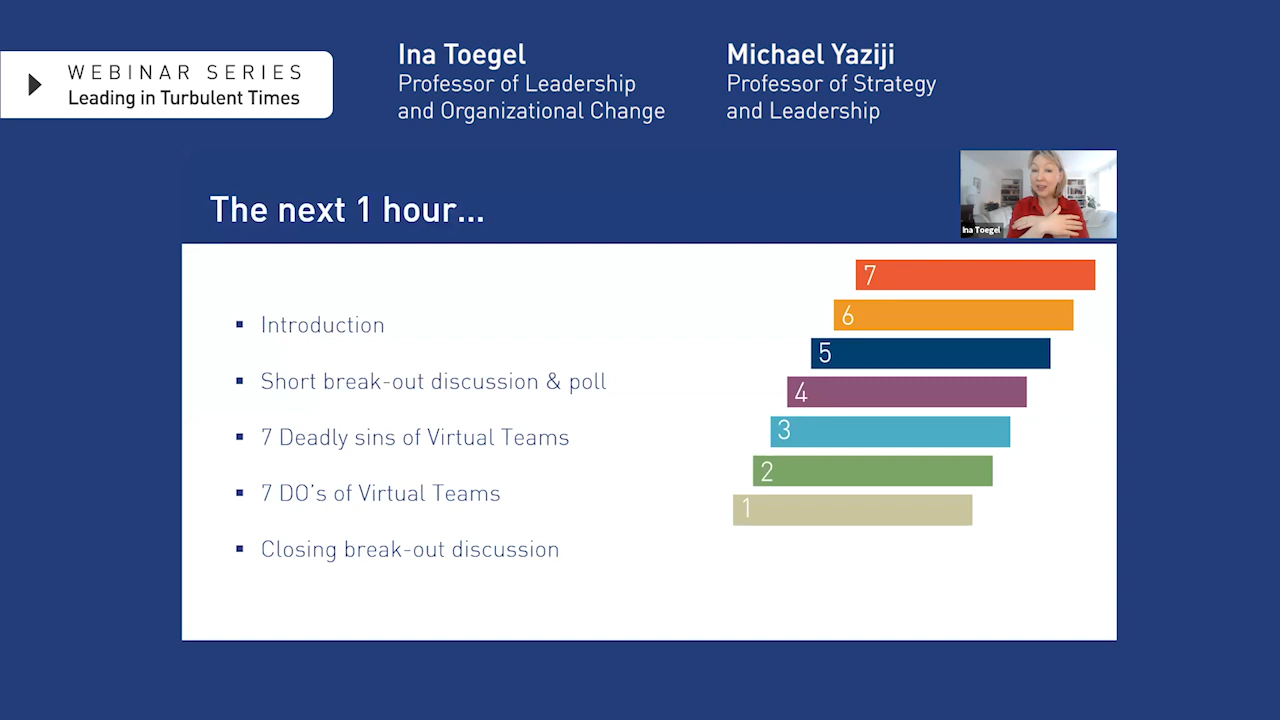 WEBINAR SERIES
Leading in Turbulent Times
Ina Toegel
Professor of Leadership
and Organizational Change
Michael Yaziji
Professor of Strategy
and Leadership
Ina Toegel
The next 1 hour...
▪ Introduction
▪ Short break-out discussion & poll
▪ 7 Deadly sins of Virtual Teams
▪ 7 DO's of Virtual Teams
▪ Closing break-out discussion
7
6
5
4
3
2
1